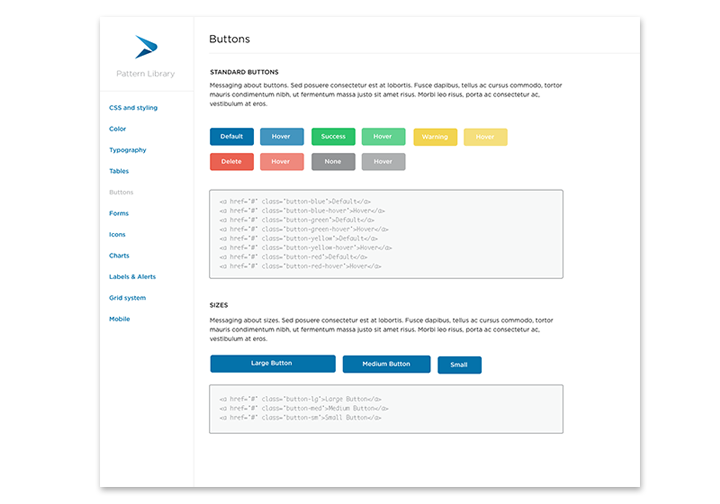 Pattern Library
CSS and styling
Color
Typography
Tables
Buttons
Forms
Icons
Charts
Labels & Alerts
Grid system
Mobile
Buttons
STANDARD BUTTONS
Messaging about buttons. Sed posuere consectetur est at lobortis. Fusce dapibus, tellus ac cursus commodo, tortor
mauris condimentum nibh, ut fermentum massa justo sit amet risus. Morbi leo risus, porta ac consectetur ac,
vestibulum at eros.
Default Hover Success Hover Warning Hover
Delete Hover None Hover
<a href="#" class="button-blue">Default</a>
<a href="#" class="button-blue-hover">Hover</a>
<a href="#" class="button-green">Default</a>
<a href="#" class="button-green-hover">Hover</a>
<a href="#" class="button-yellow">Default</a>
<a href="#" class="button-yellow-hover">Hover</a>
<a href="#" class="button-red">Default</a>
<a href="#" class="button-red-hover">Hover</a>
SIZES
Messaging about sizes. Sed posuere consectetur est at lobortis. Fusce dapibus, tellus ac cursus commodo, tortor
mauris condimentum nibh, ut fermentum massa justo sit amet risus. Morbi leo risus, porta ac consectetur ac,
vestibulum at eros.
Large Button Medium Button Small
<a href="#" class="button-lg">Large Button</a>
<a href="#" class="button-med">Medium Button</a>
<a href="#" class="button-sm">Small Button</a>